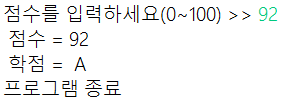 점수를 입력하세요(0~100) >> 92
점수 = 92
학점 =  A
프로그램 종료